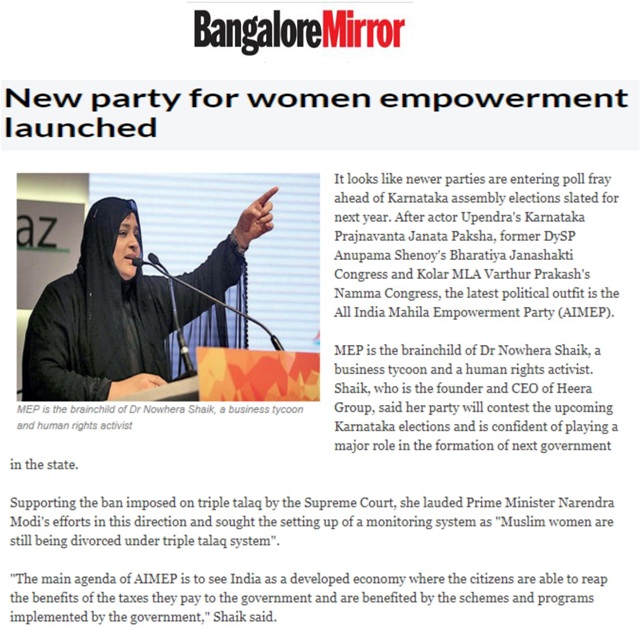 BangaloreMirror
New party for women empowerment
launched
az
MEP is the brainchild of Dr Nowhera Shaik, a business tycoon
and human rights activist
It looks like newer parties are entering poll fray
ahead of Karnataka assembly elections slated for
next year. After actor Upendra's Karnataka
Prajnavanta Janata Paksha, former DySP
Anupama Shenoy's Bharatiya Janashakti
Congress and Kolar MLA Varthur Prakash's
Namma Congress, the latest political outfit is the
All India Mahila Empowerment Party (AIMEP).
MEP is the brainchild of Dr Nowhera Shaik, a
business tycoon and a human rights activist.
Shaik, who is the founder and CEO of Heera
Group, said her party will contest the upcoming
Karnataka elections and is confident of playing a
major role in the formation of next government
in the state.
Supporting the ban imposed on triple talaq by the Supreme Court, she lauded Prime Minister Narendra
Modi's efforts in this direction and sought the setting up of a monitoring system as "Muslim women are
still being divorced under triple talaq system".
"The main agenda of AIMEP is to see India as a developed economy where the citizens are able to reap
the benefits of the taxes they pay to the government and are benefited by the schemes and programs
implemented by the government," Shaik said.